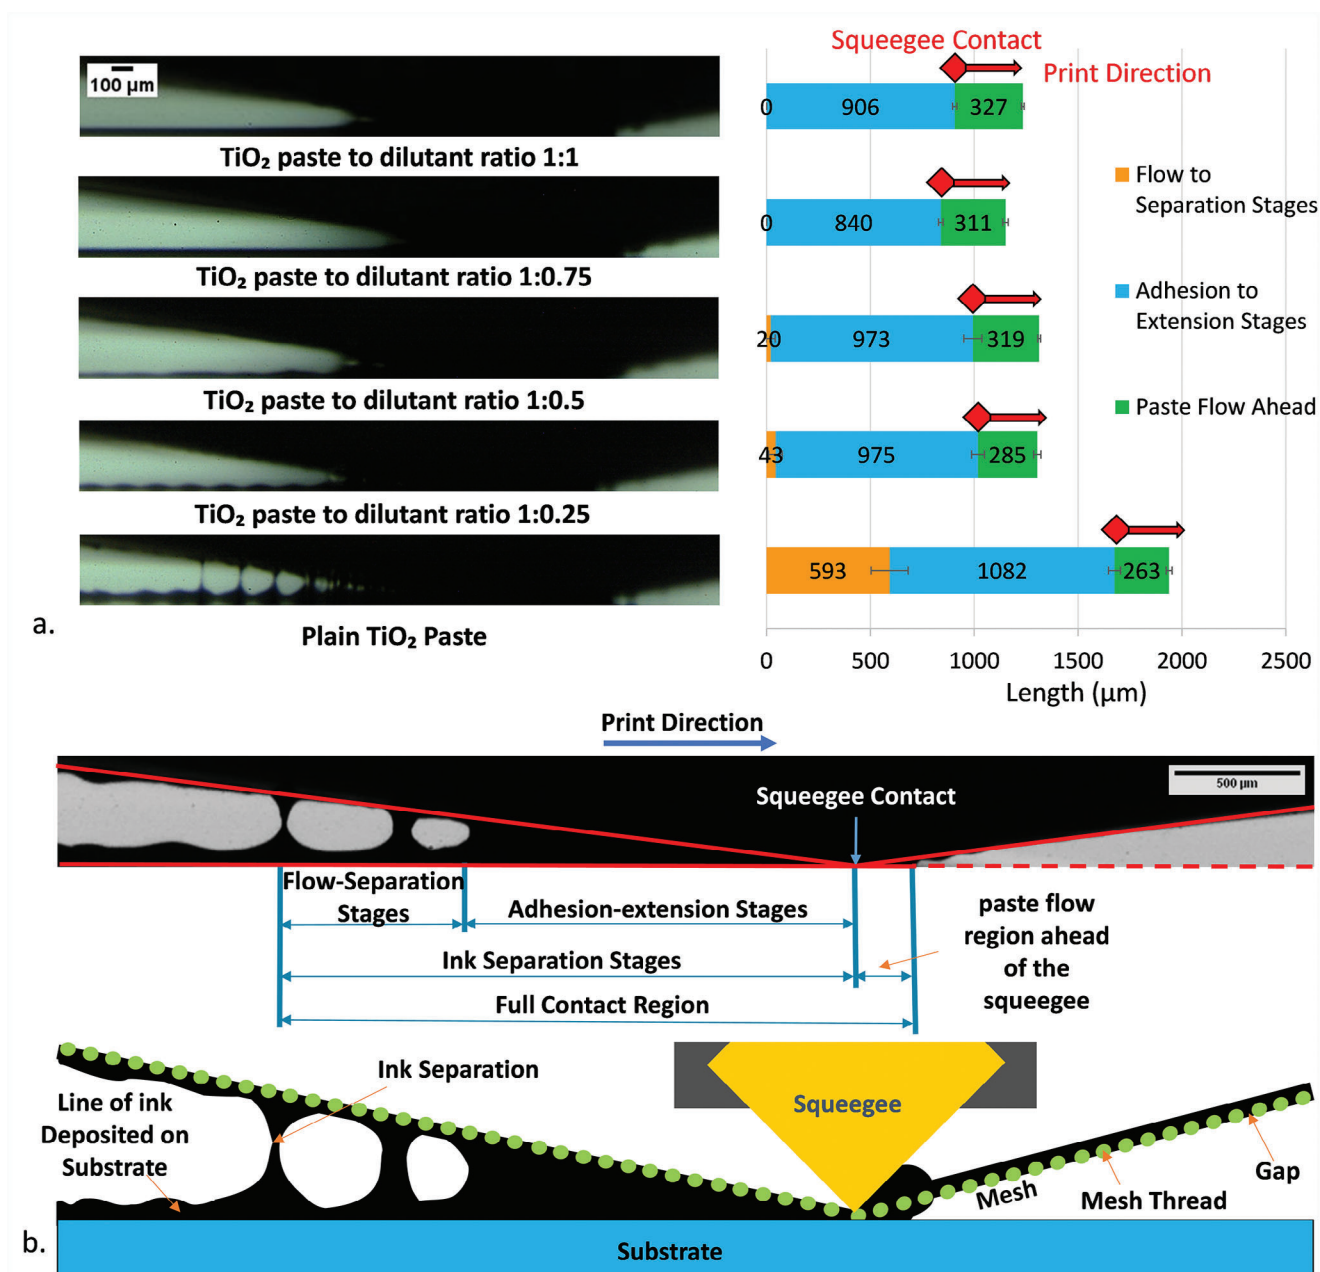 Squeegee Contact
Print Direction
100 μm
0 906 327
TiO₂ paste to dilutant ratio 1:1
0 840 311
TiO₂ paste to dilutant ratio 1:0.75
20 973 319
TiO₂ paste to dilutant ratio 1:0.5
43 975 285
TiO₂ paste to dilutant ratio 1:0.25
593 1082 263
Plain TiO₂ Paste
Flow to
Separation Stages
Adhesion to
Extension Stages
Paste Flow Ahead
0 500 1000 1500 2000 2500
Length (μm)
a.
Print Direction
500 μm
Squeegee Contact
Flow-Separation
Stages
Adhesion-extension Stages
Ink Separation Stages
Full Contact Region
paste flow
region ahead
of the
squeegee
Ink Separation
Line of ink
Deposited on
Substrate
Squeegee
Mesh
Mesh Thread
Gap
Substrate
b.